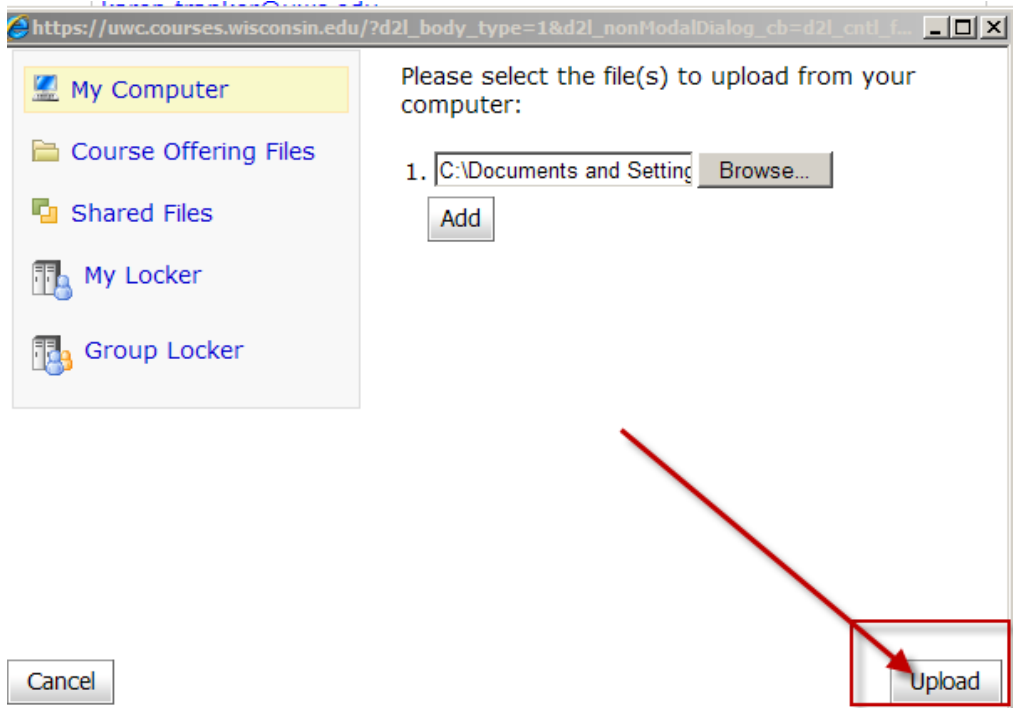 https://uwc.courses.wisconsin.edu/?d2l_body_type=1&d2l_nonModalDialog_cb=d2l_cntl_f...
My Computer
Course Offering Files
Shared Files
My Locker
Group Locker
Please select the file(s) to upload from your
computer:
1. C:\Documents and Setting Browse...
Add
Cancel
Upload